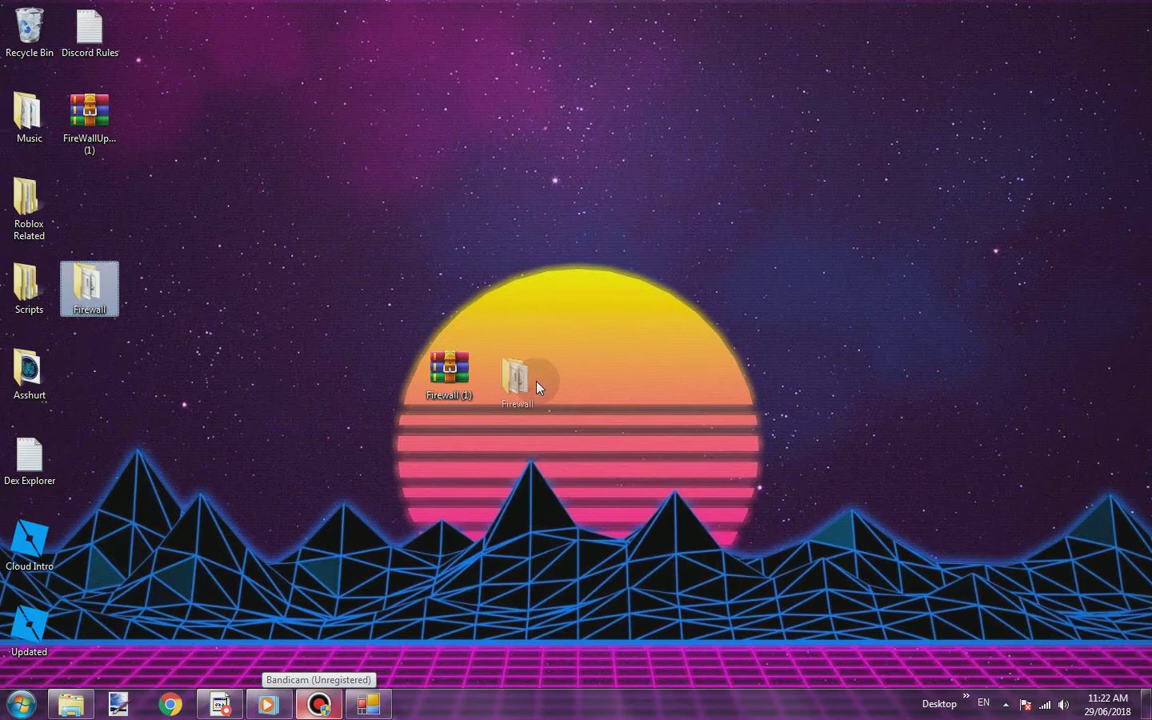 Recycle Bin
Discord Rules
Music
FireWallUp...
(1)
Roblox
Related
Scripts
Firewall
Asshurt
Firewall (1)
Firewall
Dex Explorer
Cloud Intro
Updated
Bandicam (Unregistered)
Desktop
»
EN
11:22 AM
29/06/2018